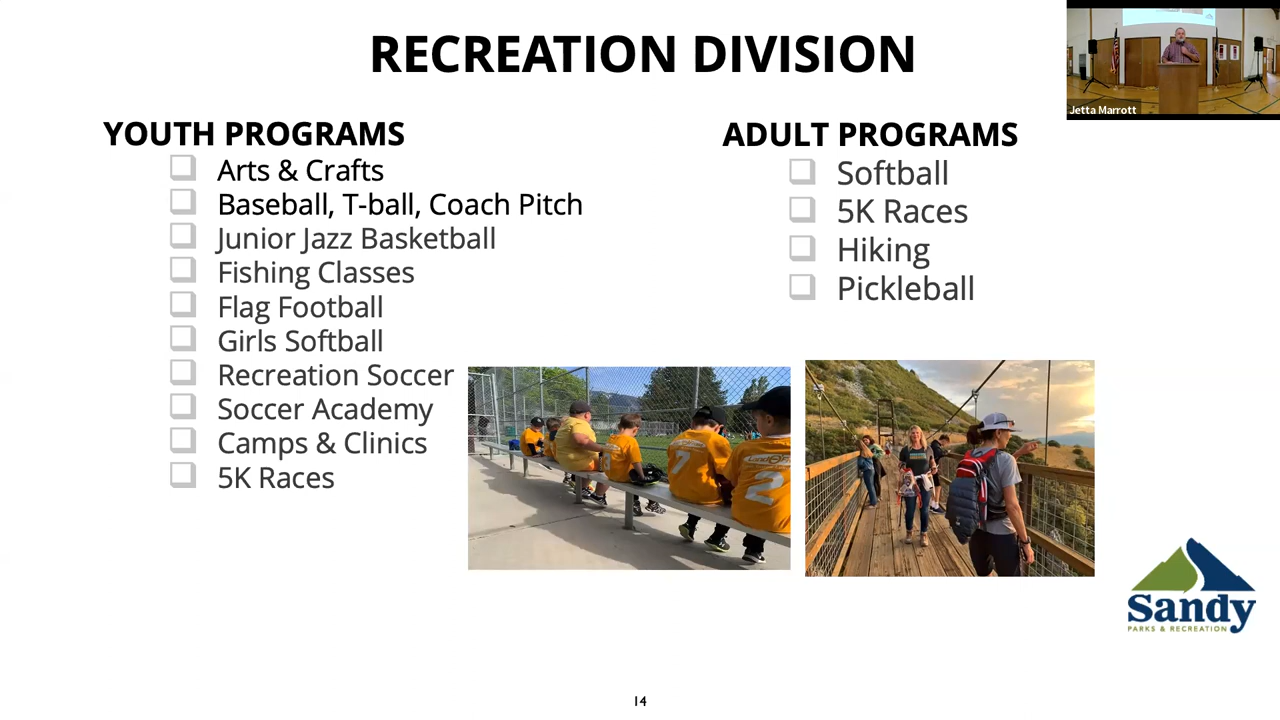 RECREATION DIVISION
Jetta Marrott
YOUTH PROGRAMS
Arts & Crafts
Baseball, T-ball, Coach Pitch
Junior Jazz Basketball
Fishing Classes
Flag Football
Girls Softball
Recreation Soccer
Soccer Academy
Camps & Clinics
5K Races
ADULT PROGRAMS
Softball
5K Races
Hiking
Pickleball
7
2
Sandy
PARKS & RECREATION
14